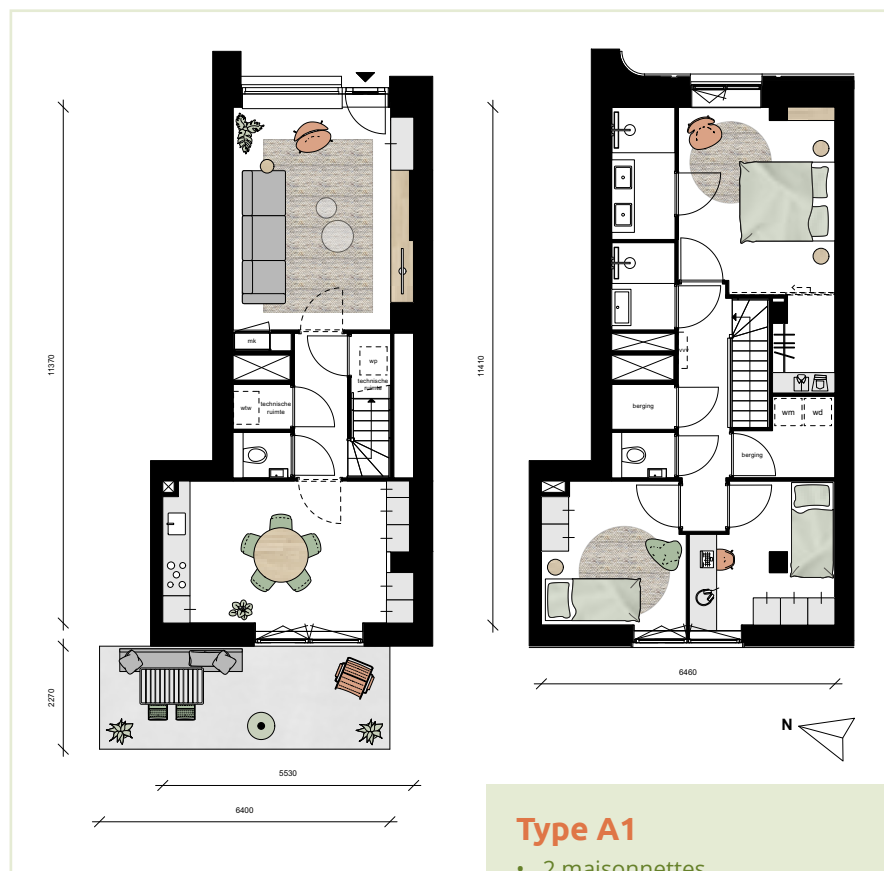 mk
wp
technische
ruimte
wtw
technische
ruimte
11370
2270
5530
6400
11410
berging
wm
wd
berging
6460
N
Type A1
• 2 maisonnettes